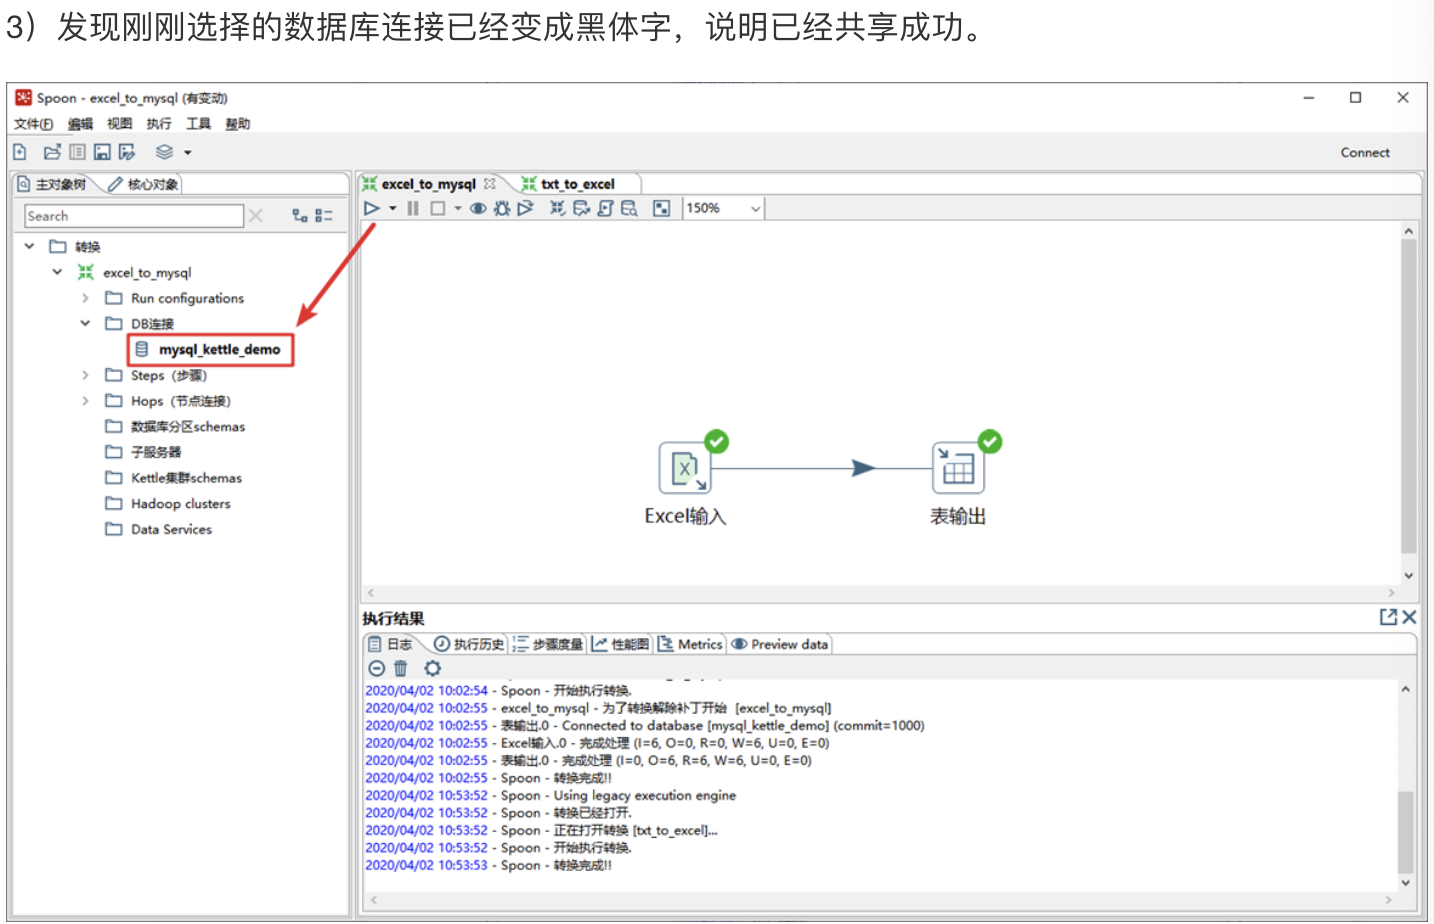 3）发现刚刚选择的数据库连接已经变成黑体字，说明已经共享成功。
Spoon - excel_to_mysql (有变动)
文件(F) 编辑 视图 执行 工具 帮助
Connect
主对象树 核心对象
excel_to_mysql txt_to_excel
Search
150%
转换
excel_to_mysql
Run configurations
DB连接
mysql_kettle_demo
Steps（步骤）
Hops（节点连接）
数据库分区schemas
子服务器
Kettle集群schemas
Hadoop clusters
Data Services
Excel输入
表输出
执行结果
日志 执行历史 步骤度量 性能图 Metrics Preview data
2020/04/02 10:02:54 - Spoon - 开始执行转换.
2020/04/02 10:02:55 - excel_to_mysql - 为了转换解除补丁开始  [excel_to_mysql]
2020/04/02 10:02:55 - 表输出.0 - Connected to database [mysql_kettle_demo] (commit=1000)
2020/04/02 10:02:55 - Excel输入.0 - 完成处理 (I=6, O=0, R=0, W=6, U=0, E=0)
2020/04/02 10:02:55 - 表输出.0 - 完成处理 (I=0, O=6, R=6, W=6, U=0, E=0)
2020/04/02 10:02:55 - Spoon - 转换完成!!
2020/04/02 10:53:52 - Spoon - Using legacy execution engine
2020/04/02 10:53:52 - Spoon - 转换已经打开.
2020/04/02 10:53:52 - Spoon - 正在打开转换 [txt_to_excel]...
2020/04/02 10:53:52 - Spoon - 开始执行转换.
2020/04/02 10:53:53 - Spoon - 转换完成!!